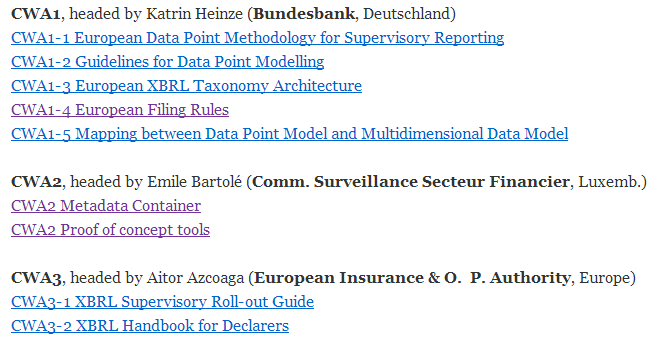 CWA1, headed by Katrin Heinze (Bundesbank, Deutschland)
CWA1-1 European Data Point Methodology for Supervisory Reporting
CWA1-2 Guidelines for Data Point Modelling
CWA1-3 European XBRL Taxonomy Architecture
CWA1-4 European Filing Rules
CWA1-5 Mapping between Data Point Model and Multidimensional Data Model
CWA2, headed by Emile Bartolé (Comm. Surveillance Secteur Financier, Luxemb.)
CWA2 Metadata Container
CWA2 Proof of concept tools
CWA3, headed by Aitor Azcoaga (European Insurance & O. P. Authority, Europe)
CWA3-1 XBRL Supervisory Roll-out Guide
CWA3-2 XBRL Handbook for Declarers